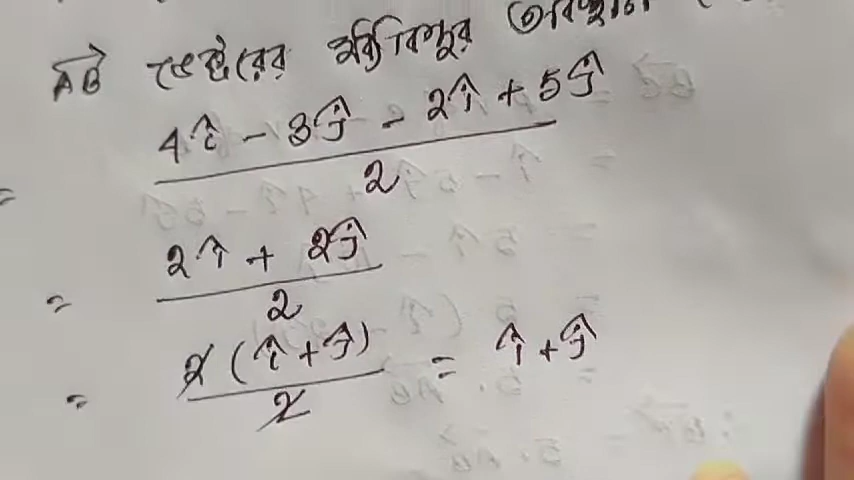 AB→ ভেক্টরের মধ্যবিন্দুর অবস্থান
= (4î - 3ĵ - 2î + 5ĵ) / 2
= (2î + 2ĵ) / 2
= 2(î + ĵ) / 2 = î + ĵ